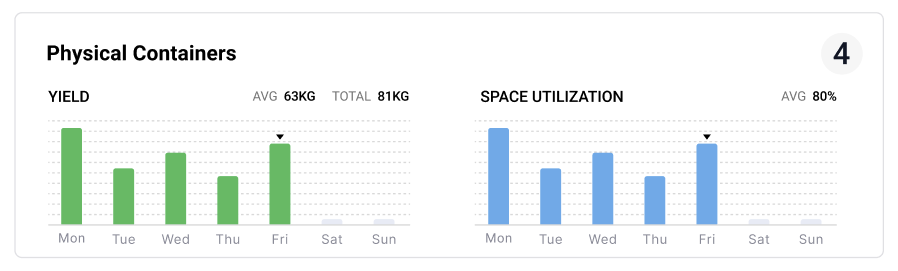 Physical Containers
4
YIELD AVG 63KG TOTAL 81KG
Mon Tue Wed Thu Fri Sat Sun
SPACE UTILIZATION AVG 80%
Mon Tue Wed Thu Fri Sat Sun